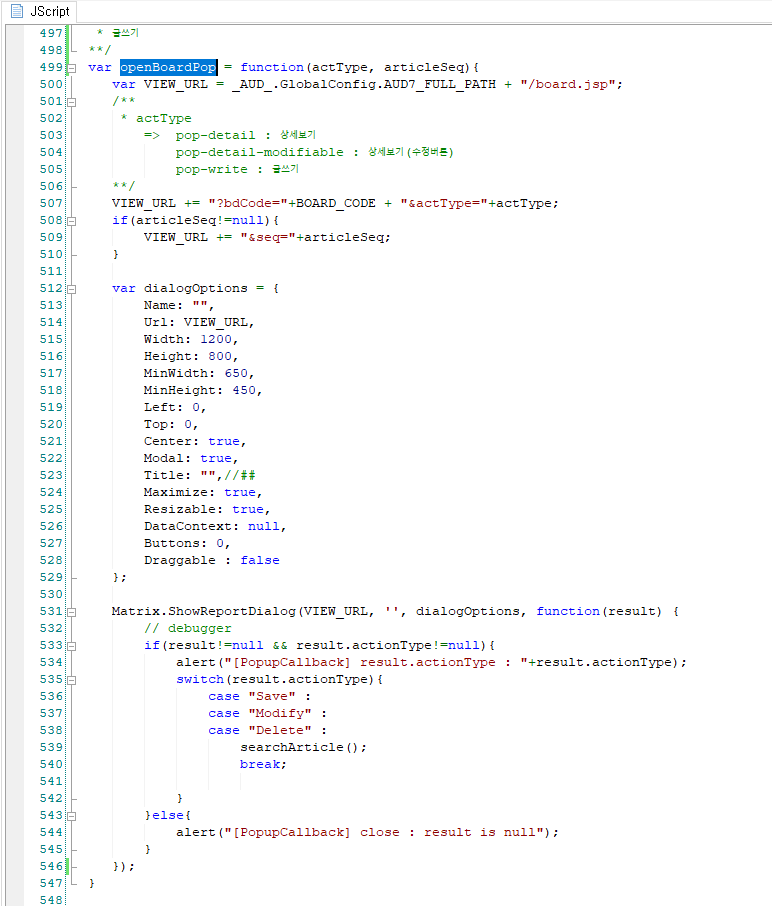 JScript
497 * 글쓰기
498 **/
499 var openBoardPop = function(actType, articleSeq){
500 var VIEW_URL = _AUD_.GlobalConfig.AUD7_FULL_PATH + "/board.jsp";
501 /**
502 * actType
503 => pop-detail : 상세보기
504 pop-detail-modifiable : 상세보기(수정버튼)
505 pop-write : 글쓰기
506 **/
507 VIEW_URL += "?bdCode="+BOARD_CODE + "&actType="+actType;
508 if(articleSeq!=null){
509 VIEW_URL += "&seq="+articleSeq;
510 }
511
512 var dialogOptions = {
513 Name: "",
514 Url: VIEW_URL,
515 Width: 1200,
516 Height: 800,
517 MinWidth: 650,
518 MinHeight: 450,
519 Left: 0,
520 Top: 0,
521 Center: true,
522 Modal: true,
523 Title: "",//##
524 Maximize: true,
525 Resizable: true,
526 DataContext: null,
527 Buttons: 0,
528 Draggable : false
529 };
530
531 Matrix.ShowReportDialog(VIEW_URL, '', dialogOptions, function(result) {
532 // debugger
533 if(result!=null && result.actionType!=null){
534 alert("[PopupCallback] result.actionType : "+result.actionType);
535 switch(result.actionType){
536 case "Save" :
537 case "Modify" :
538 case "Delete" :
539 searchArticle();
540 break;
541
542 }
543 }else{
544 alert("[PopupCallback] close : result is null");
545 }
546 });
547 }
548